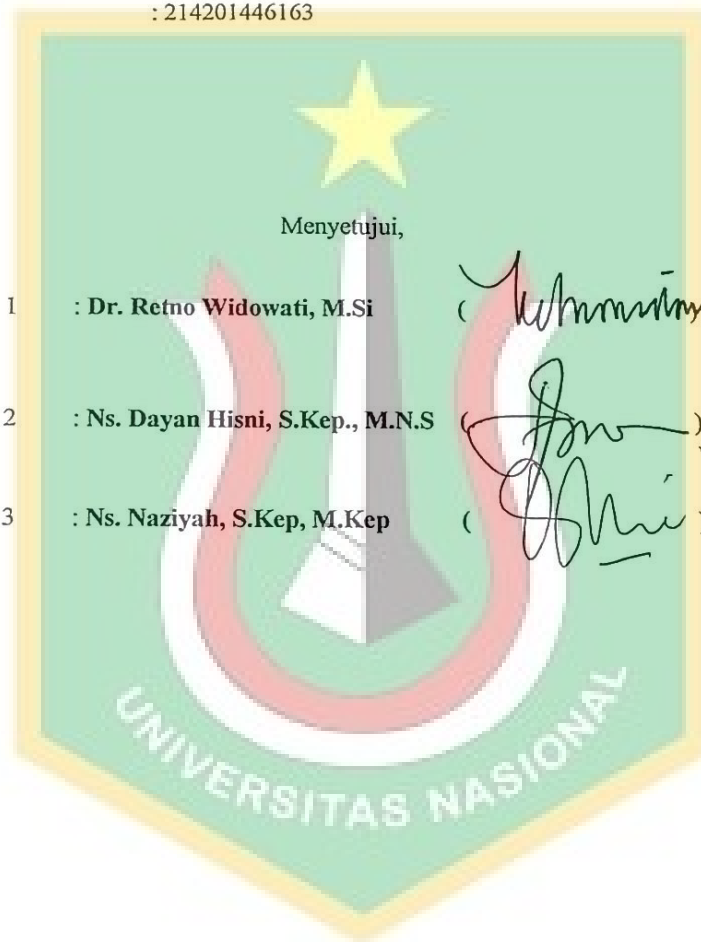 : 214201446163
Menyetujui,
1 : Dr. Retno Widowati, M.Si ( )
2 : Ns. Dayan Hisni, S.Kep., M.N.S ( )
3 : Ns. Naziyah, S.Kep, M.Kep ( )
UNIVERSITAS NASIONAL